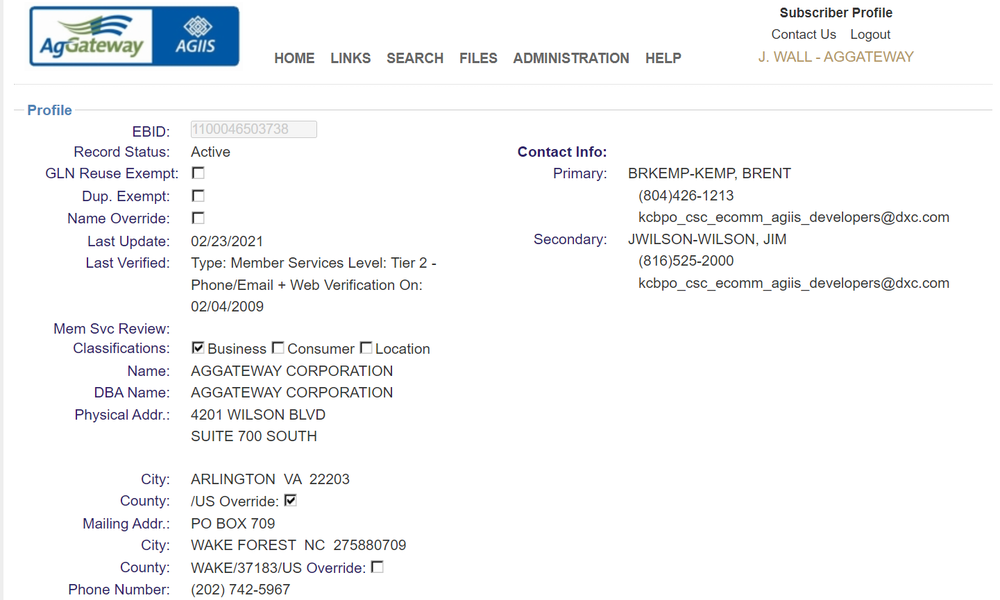 AgGateway AGIIS
HOME LINKS SEARCH FILES ADMINISTRATION HELP
Subscriber Profile
Contact Us Logout
J. WALL - AGGATEWAY
Profile
EBID: 1100046503738
Record Status: Active
GLN Reuse Exempt:
Dup. Exempt:
Name Override:
Last Update: 02/23/2021
Last Verified: Type: Member Services Level: Tier 2 -
Phone/Email + Web Verification On:
02/04/2009
Mem Svc Review:
Classifications: Business Consumer Location
Name: AGGATEWAY CORPORATION
DBA Name: AGGATEWAY CORPORATION
Physical Addr.: 4201 WILSON BLVD
SUITE 700 SOUTH
City: ARLINGTON VA 22203
County: /US Override:
Mailing Addr.: PO BOX 709
City: WAKE FOREST NC 275880709
County: WAKE/37183/US Override:
Phone Number: (202) 742-5967
Contact Info:
Primary: BRKEMP-KEMP, BRENT
(804)426-1213
kcbpo_csc_ecomm_agiis_developers@dxc.com
Secondary: JWILSON-WILSON, JIM
(816)525-2000
kcbpo_csc_ecomm_agiis_developers@dxc.com